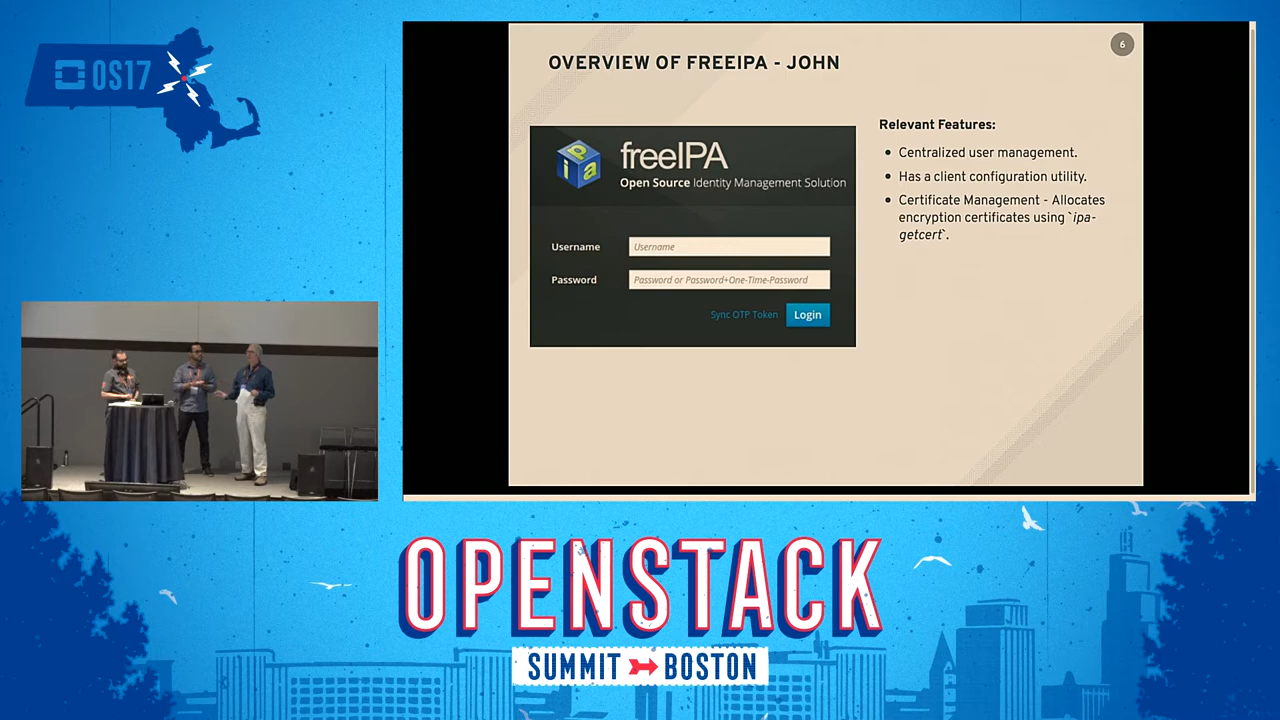 OS17
6
OVERVIEW OF FREEIPA - JOHN
ipa
freeIPA
Open Source Identity Management Solution
Username
Username
Password
Password or Password+One-Time-Password
Sync OTP Token
Login
Relevant Features:
Centralized user management.
Has a client configuration utility.
Certificate Management - Allocates
encryption certificates using `ipa-
getcert`.
OPENSTACK
SUMMIT BOSTON